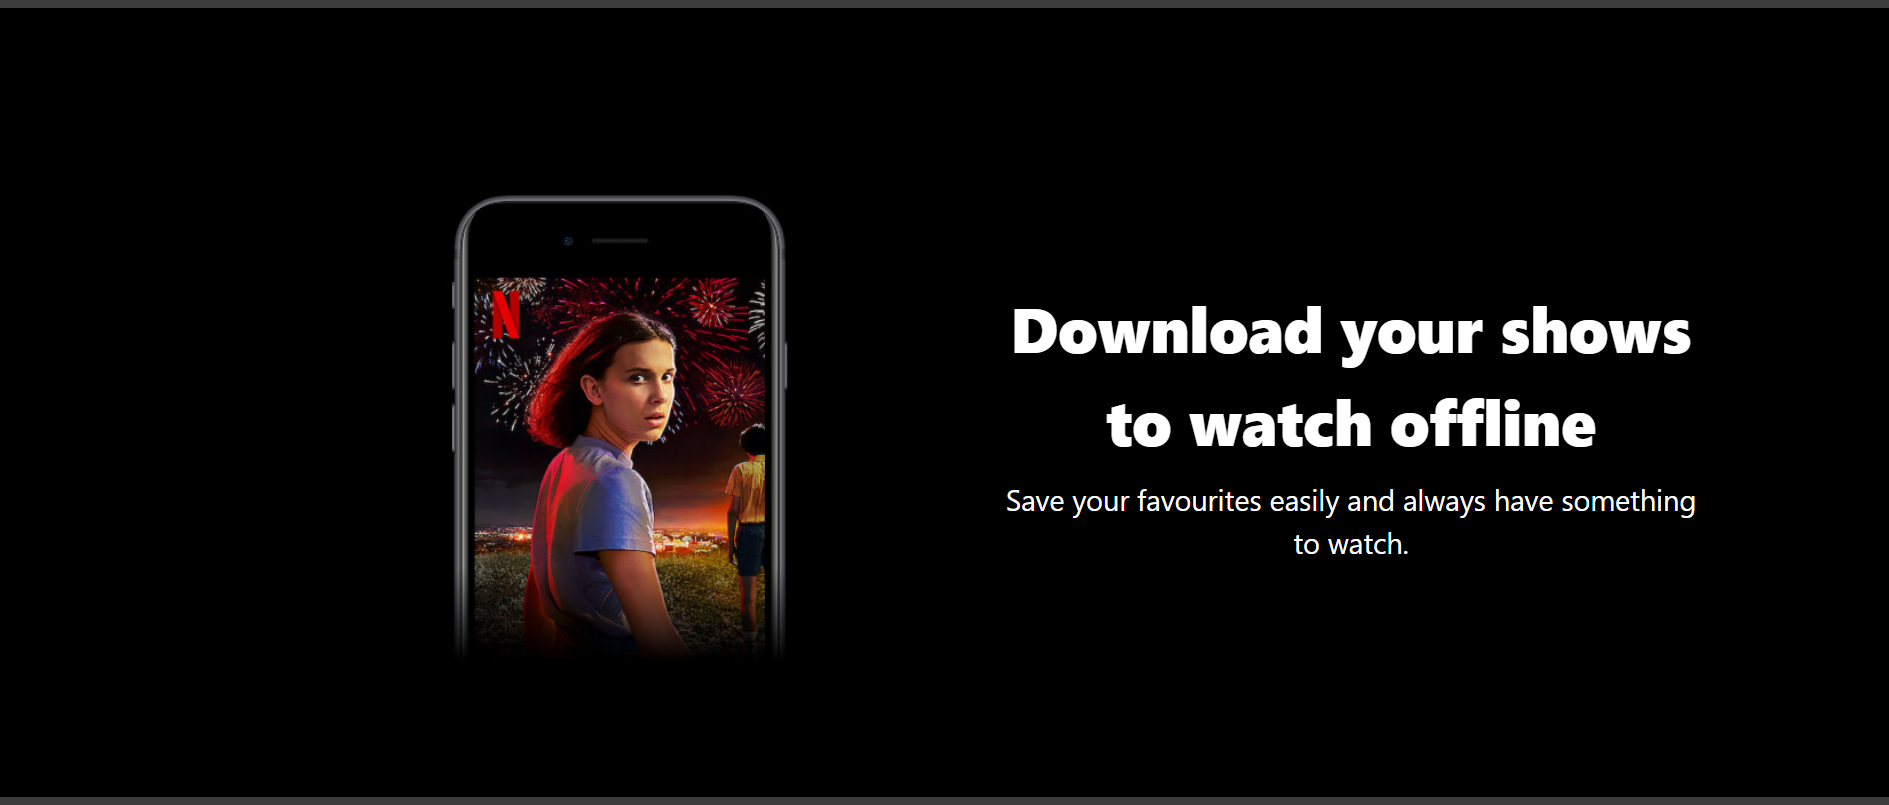 N
Download your shows
to watch offline
Save your favourites easily and always have something
to watch.